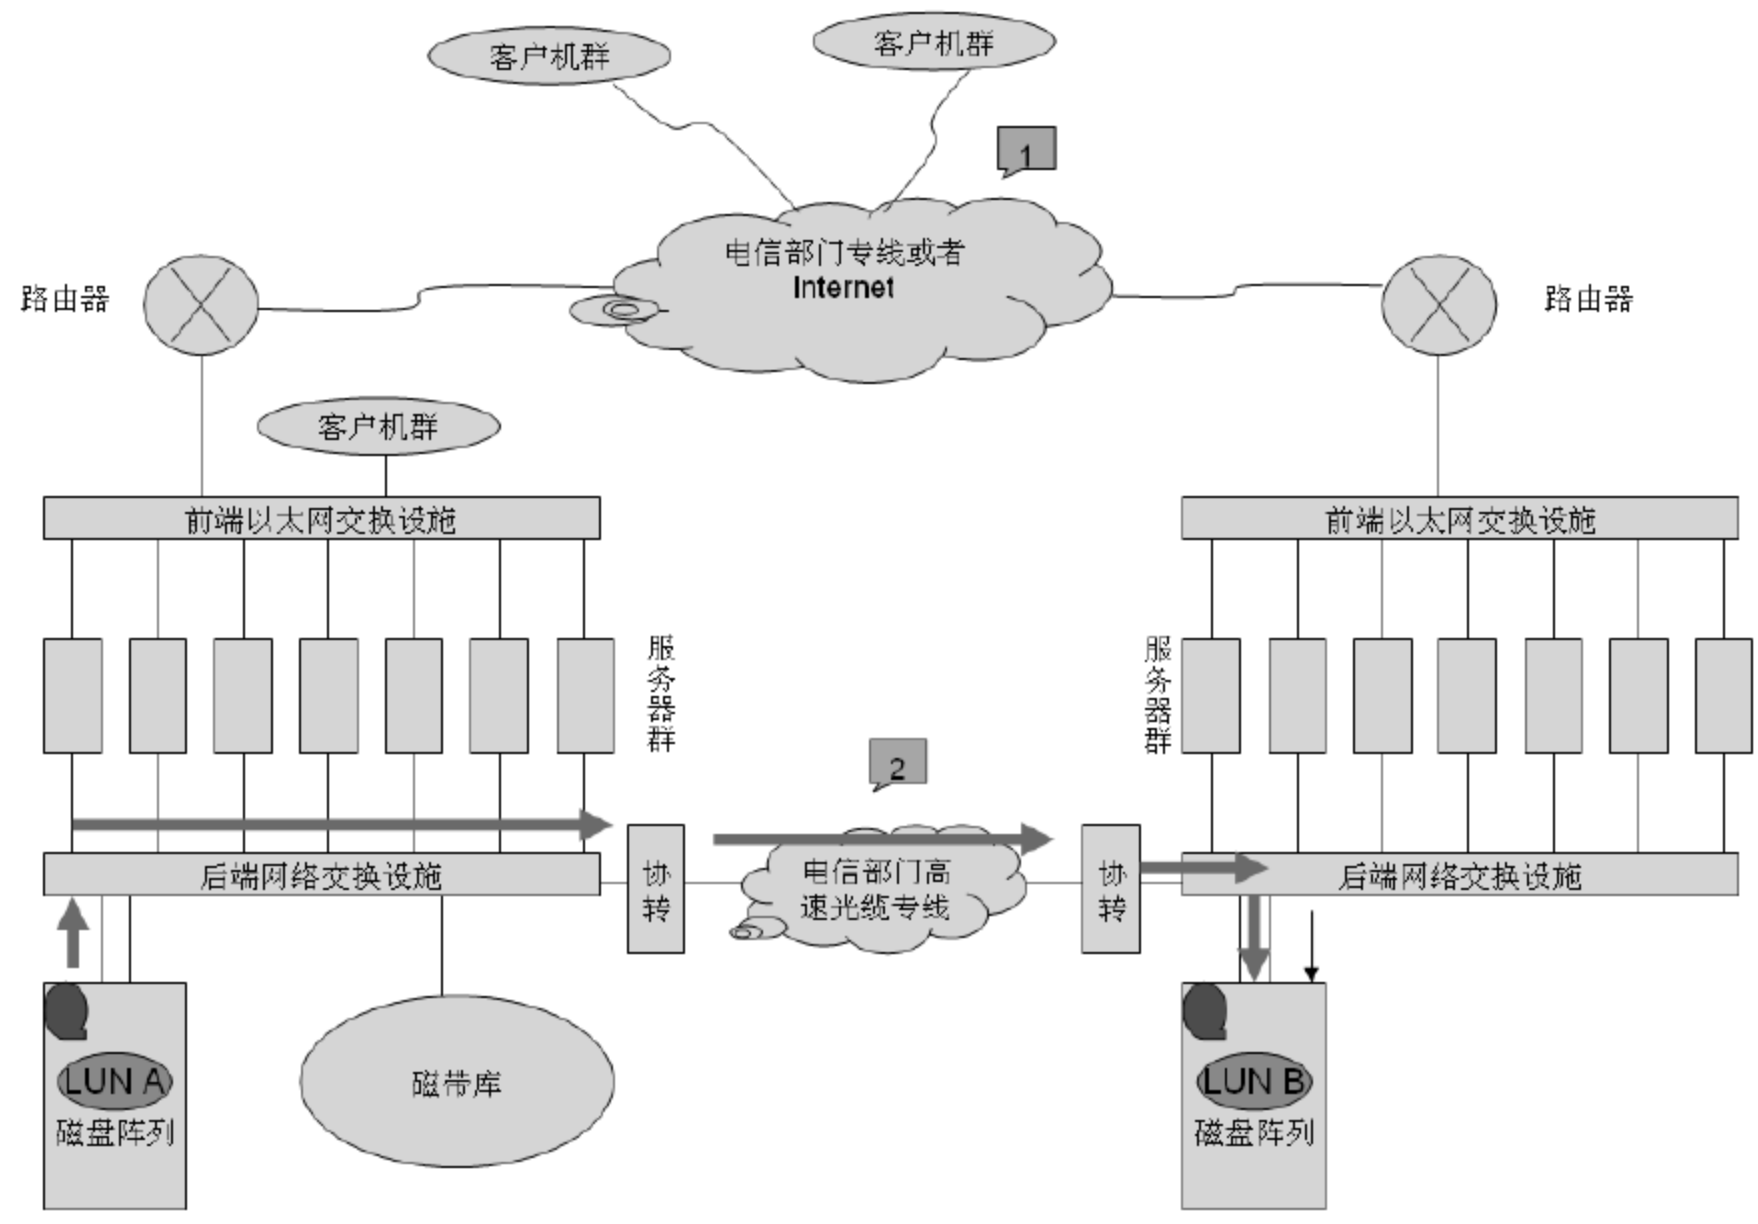 客户机群
客户机群
1
电信部门专线或者
Internet
路由器
路由器
客户机群
前端以太网交换设施
前端以太网交换设施
服务器群
服务器群
2
协转
电信部门高
速光缆专线
协转
后端网络交换设施
后端网络交换设施
LUN A
磁盘阵列
磁带库
LUN B
磁盘阵列